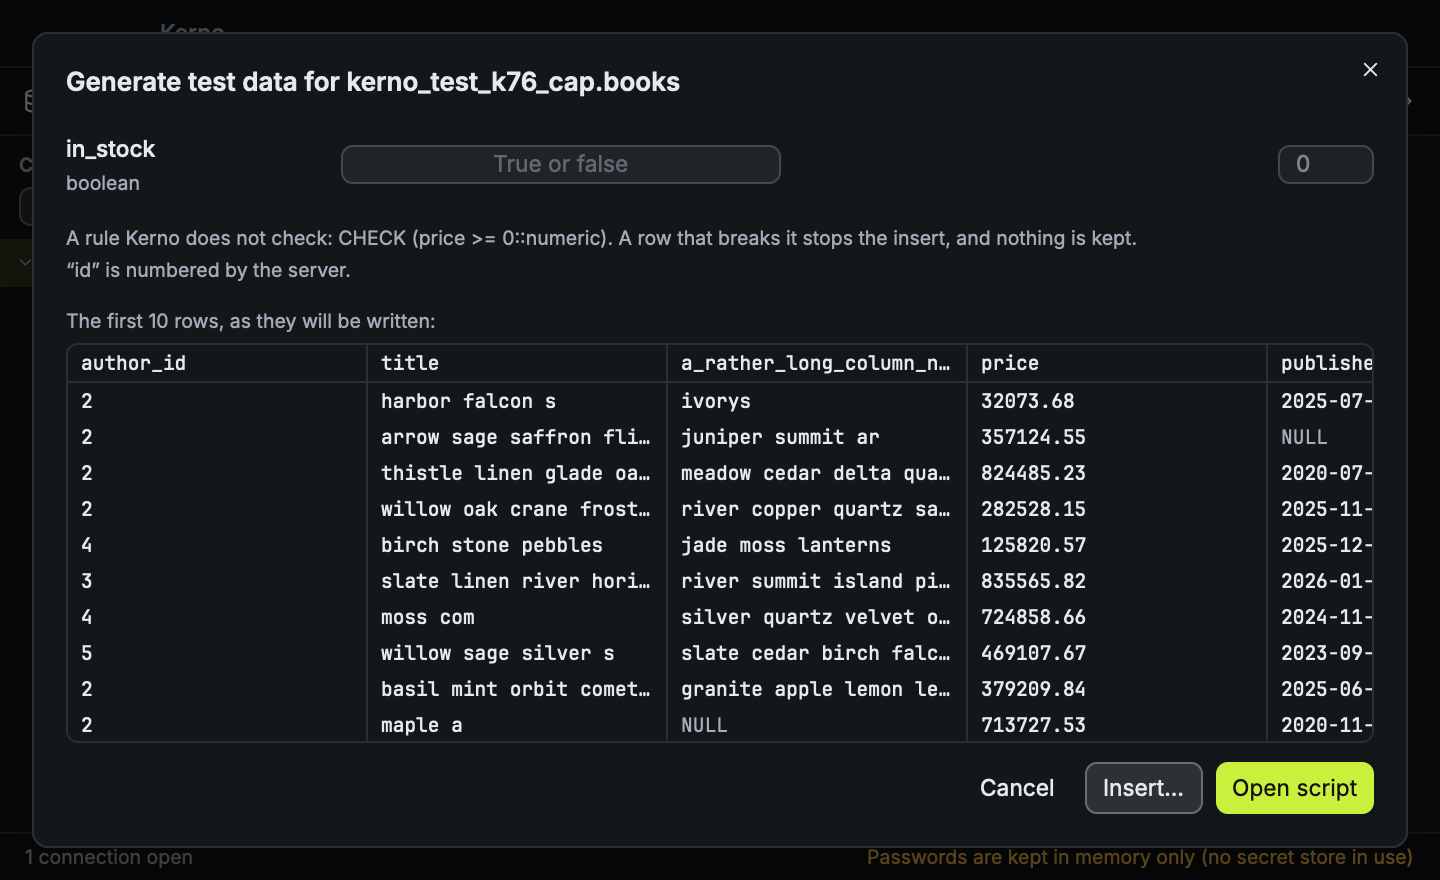 Generate test data for kerno_test_k76_cap.books
in_stock
boolean
True or false
0
A rule Kerno does not check: CHECK (price >= 0::numeric). A row that breaks it stops the insert, and nothing is kept.
“id” is numbered by the server.
The first 10 rows, as they will be written:
author_id title a_rather_long_column_n… price publishe
2 harbor falcon s ivorys 32073.68 2025-07-
2 arrow sage saffron fli… juniper summit ar 357124.55 NULL
2 thistle linen glade oa… meadow cedar delta qua… 824485.23 2020-07-
2 willow oak crane frost… river copper quartz sa… 282528.15 2025-11-
4 birch stone pebbles jade moss lanterns 125820.57 2025-12-
3 slate linen river hori… river summit island pi… 835565.82 2026-01-
4 moss com silver quartz velvet o… 724858.66 2024-11-
5 willow sage silver s slate cedar birch falc… 469107.67 2023-09-
2 basil mint orbit comet… granite apple lemon le… 379209.84 2025-06-
2 maple a NULL 713727.53 2020-11-
Cancel Insert… Open script
1 connection open Passwords are kept in memory only (no secret store in use)